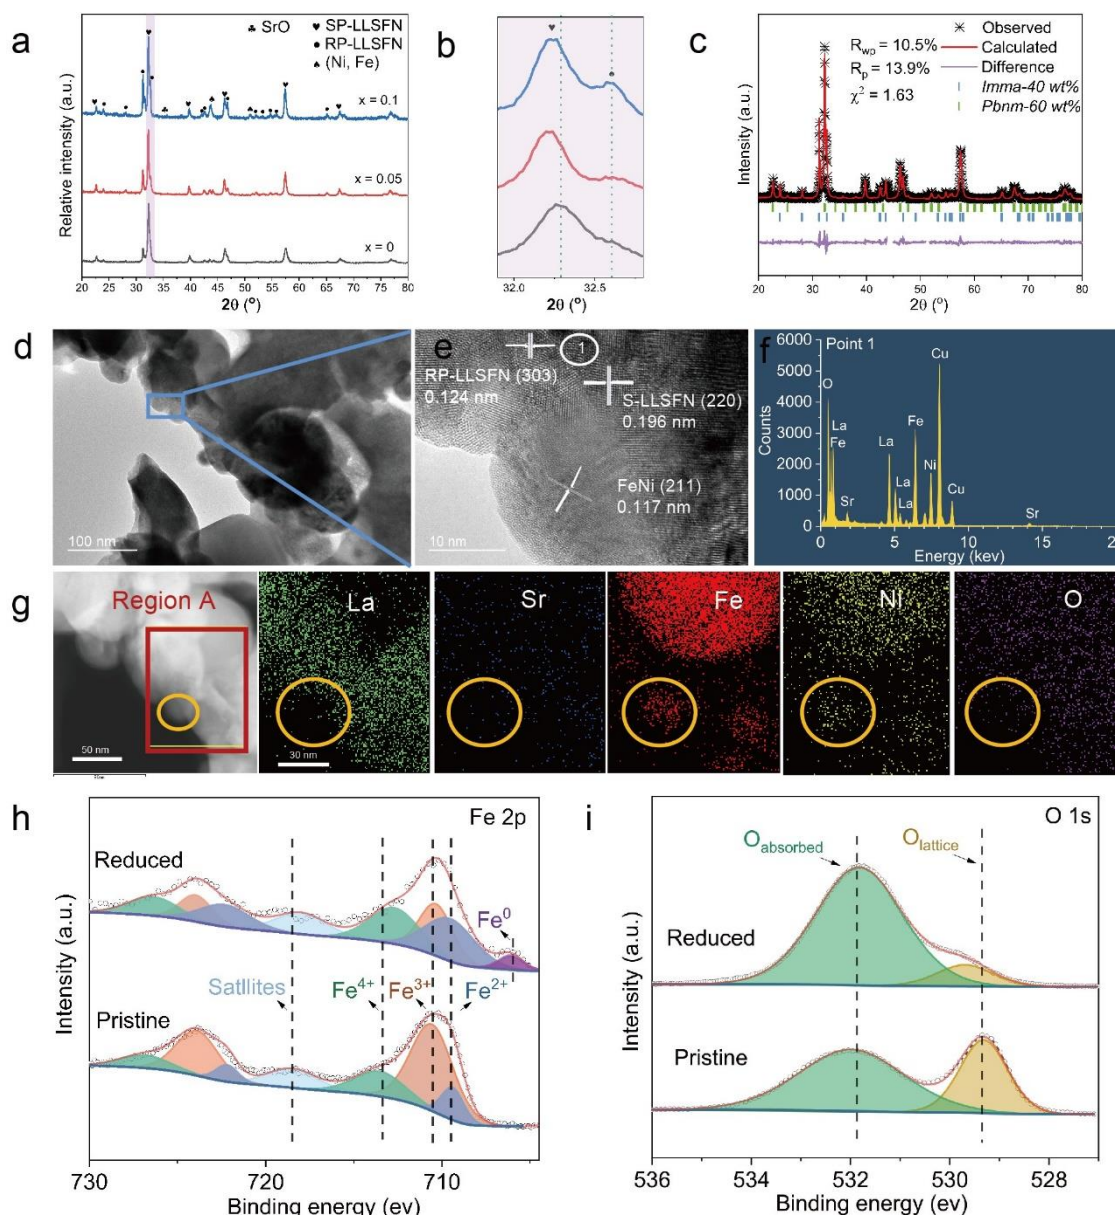 a
♣ SrO
♥ SP-LLSFN
• RP-LLSFN
♠ (Ni, Fe)
x = 0.1
x = 0.05
x = 0
Relative intensity (a.u.)
20 25 30 35 40 45 50 55 60 65 70 75 80
2θ (°)
b
32.0 32.5
2θ (°)
c
Rwp = 10.5%
Rp = 13.9%
χ² = 1.63
Observed
Calculated
Difference
Imma-40 wt%
Pbnm-60 wt%
Intensity (a.u.)
20 30 40 50 60 70 80
2θ (°)
d
100 nm
e
1
RP-LLSFN (303)
0.124 nm
S-LLSFN (220)
0.196 nm
FeNi (211)
0.117 nm
10 nm
f
Point 1
6000
5000
4000
3000
2000
1000
0
Counts
O
La
Fe
Sr
La
La
La
Fe
Ni
Cu
Cu
Sr
0 5 10 15 2
Energy (kev)
g
Region A
50 nm
La
30 nm
Sr
Fe
Ni
O
h
Fe 2p
Reduced
Fe⁰
Satllites
Fe⁴⁺
Fe³⁺
Fe²⁺
Pristine
Intensity (a.u.)
730 720 710
Binding energy (ev)
i
O 1s
Oabsorbed
Olattice
Reduced
Pristine
Intensity (a.u.)
536 534 532 530 528
Binding energy (ev)